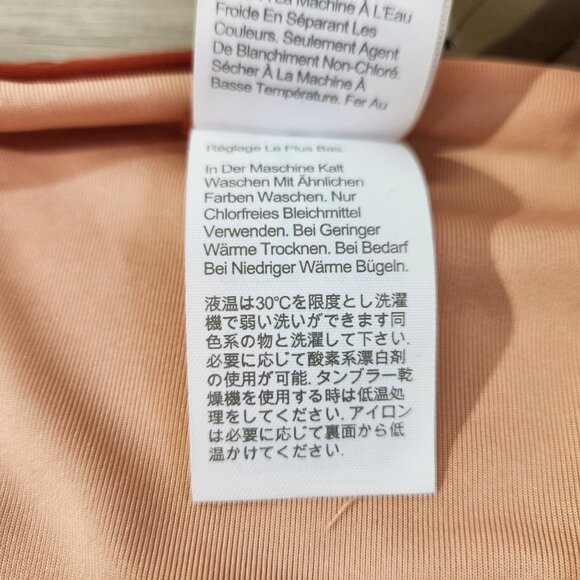 La Machine À L'Eau
Froide En Séparant Les
Couleurs. Seulement Agent
De Blanchiment Non-Chloré.
Sécher À La Machine À
Basse Température. Fer Au
Réglage Le Plus Bas.
In Der Maschine Kalt
Waschen Mit Ähnlichen
Farben Waschen. Nur
Chlorfreies Bleichmittel
Verwenden. Bei Geringer
Wärme Trocknen. Bei Bedarf
Bei Niedriger Wärme Bügeln.
液温は30℃を限度とし洗濯
機で弱い洗いができます同
色系の物と洗濯して下さい.
必要に応じて酸素系漂白剤
の使用が可能. タンブラー乾
燥機を使用する時は低温処
理をしてください. アイロン
は必要に応じて裏面から低
温かけてください.